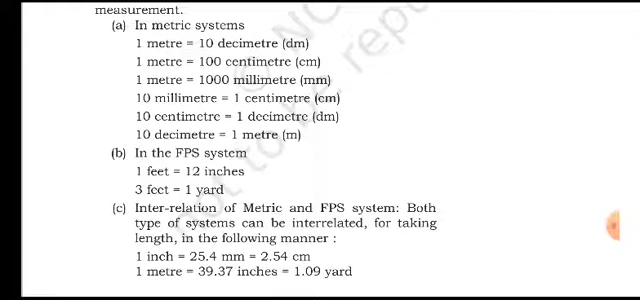 measurement.
(a) In metric systems
1 metre = 10 decimetre (dm)
1 metre = 100 centimetre (cm)
1 metre = 1000 millimetre (mm)
10 millimetre = 1 centimetre (cm)
10 centimetre = 1 decimetre (dm)
10 decimetre = 1 metre (m)
(b) In the FPS system
1 feet = 12 inches
3 feet = 1 yard
(c) Inter-relation of Metric and FPS system: Both
type of systems can be interrelated, for taking
length, in the following manner :
1 inch = 25.4 mm = 2.54 cm
1 metre = 39.37 inches = 1.09 yard